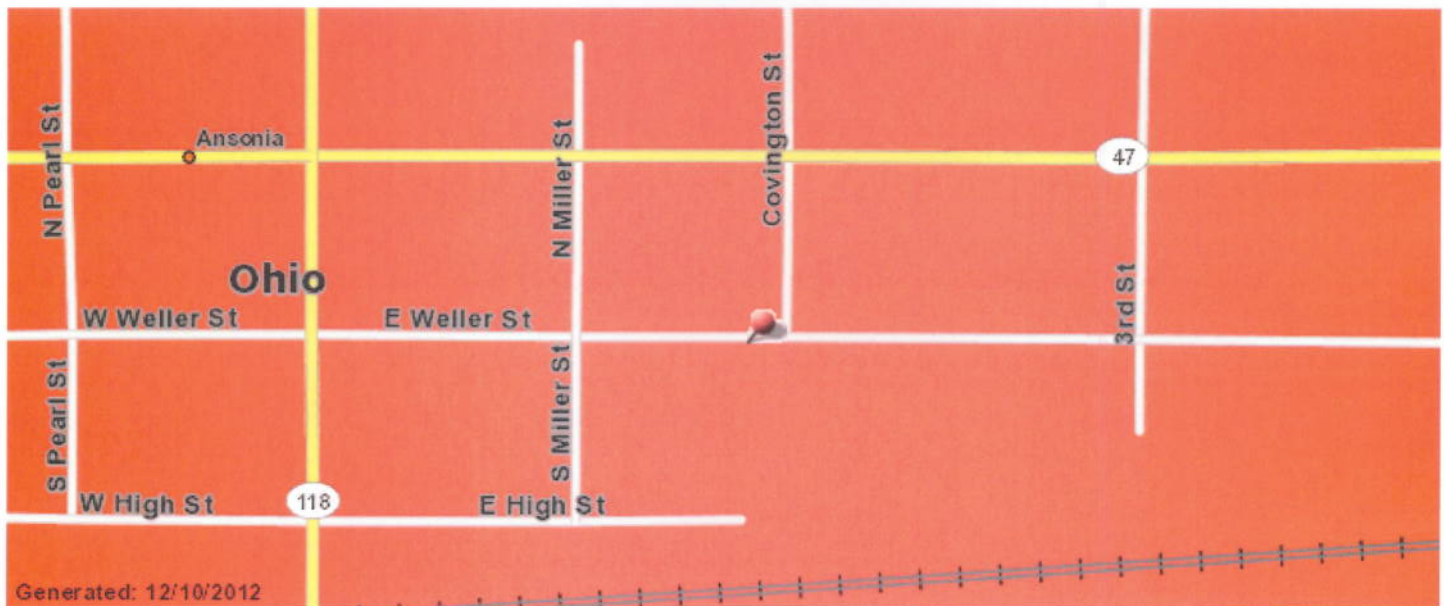 N Pearl St
Ansonia
N Miller St
Covington St
47
Ohio
W Weller St
E Weller St
3rd St
S Pearl St
S Miller St
W High St
118
E High St
Generated: 12/10/2012